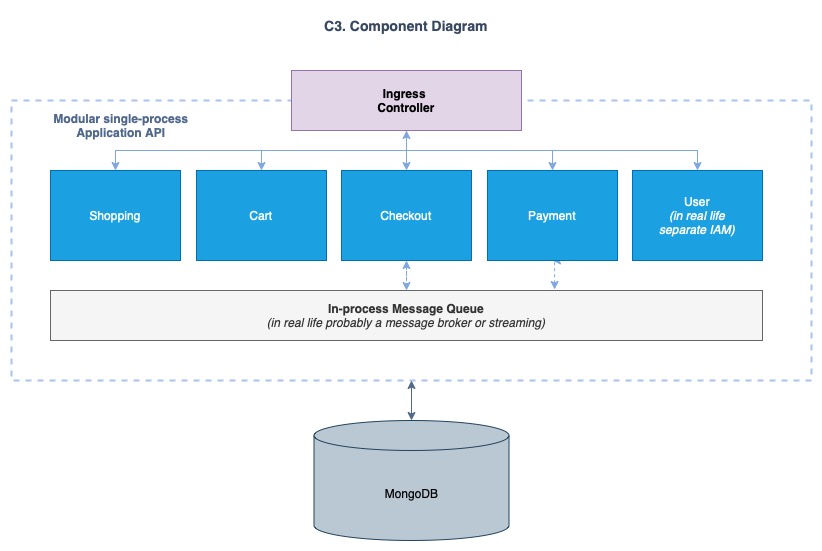 C3. Component Diagram
Ingress
Controller
Modular single-process
Application API
Shopping
Cart
Checkout
Payment
User
(in real life
separate IAM)
In-process Message Queue
(in real life probably a message broker or streaming)
MongoDB